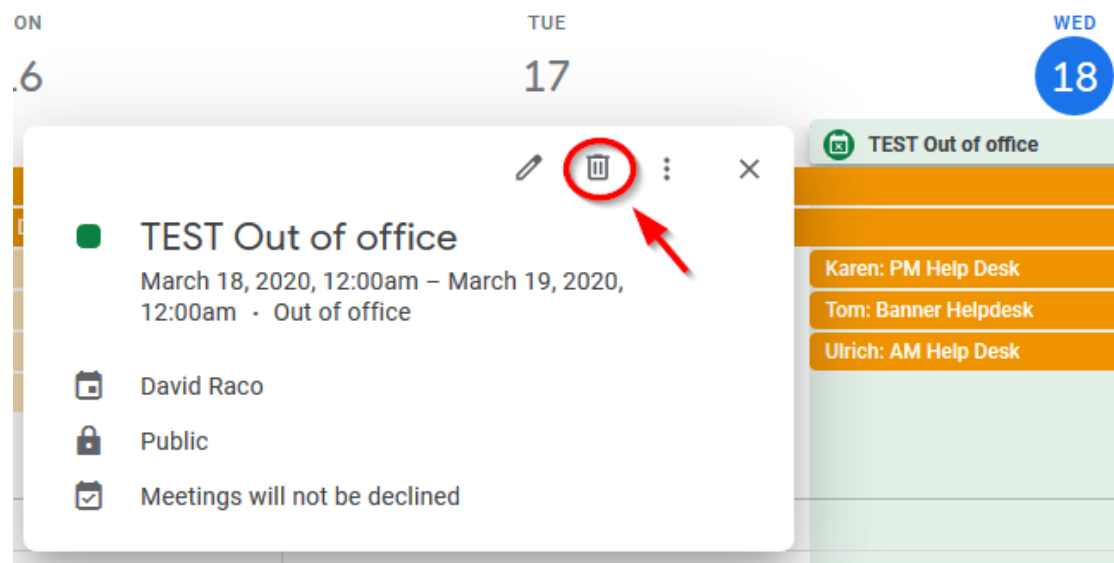 ON
TUE
WED
17
18
TEST Out of office
TEST Out of office
March 18, 2020, 12:00am – March 19, 2020,
12:00am · Out of office
David Raco
Public
Meetings will not be declined
Karen: PM Help Desk
Tom: Banner Helpdesk
Ulrich: AM Help Desk